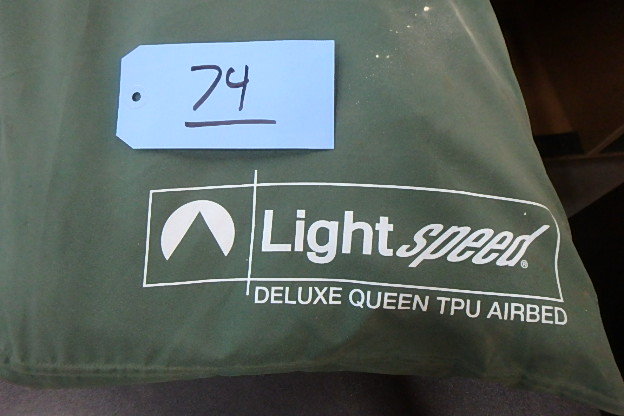 74
Lightspeed®
DELUXE QUEEN TPU AIRBED